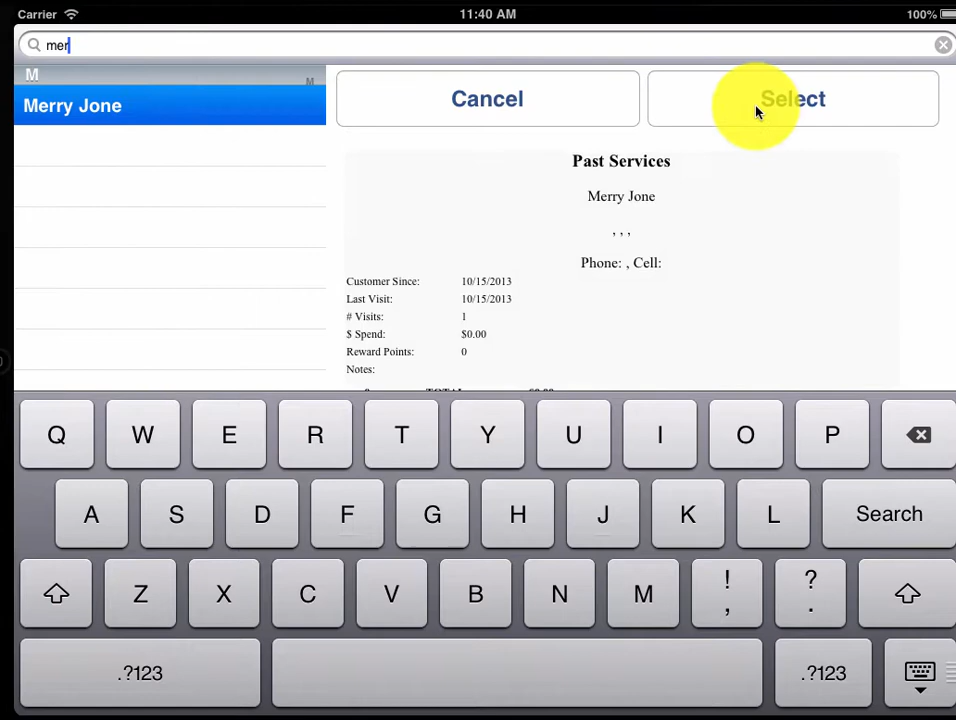 Carrier 11:40 AM 100%
mer
M
M
Merry Jone
Cancel
Select
Past Services
Merry Jone
, , ,
Phone: , Cell:
Customer Since: 10/15/2013
Last Visit: 10/15/2013
# Visits: 1
$ Spend: $0.00
Reward Points: 0
Notes:
Q W E R T Y U I O P
A S D F G H J K L Search
Z X C V B N M ! , ? .
.?123 .?123